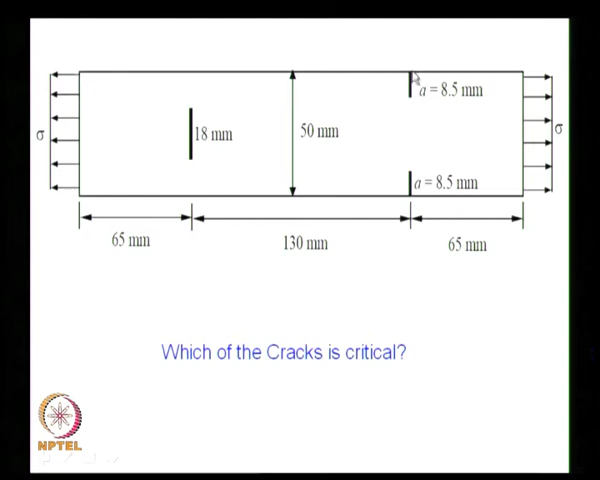 a = 8.5 mm
σ
18 mm
50 mm
σ
a = 8.5 mm
65 mm
130 mm
65 mm
Which of the Cracks is critical?
NPTEL